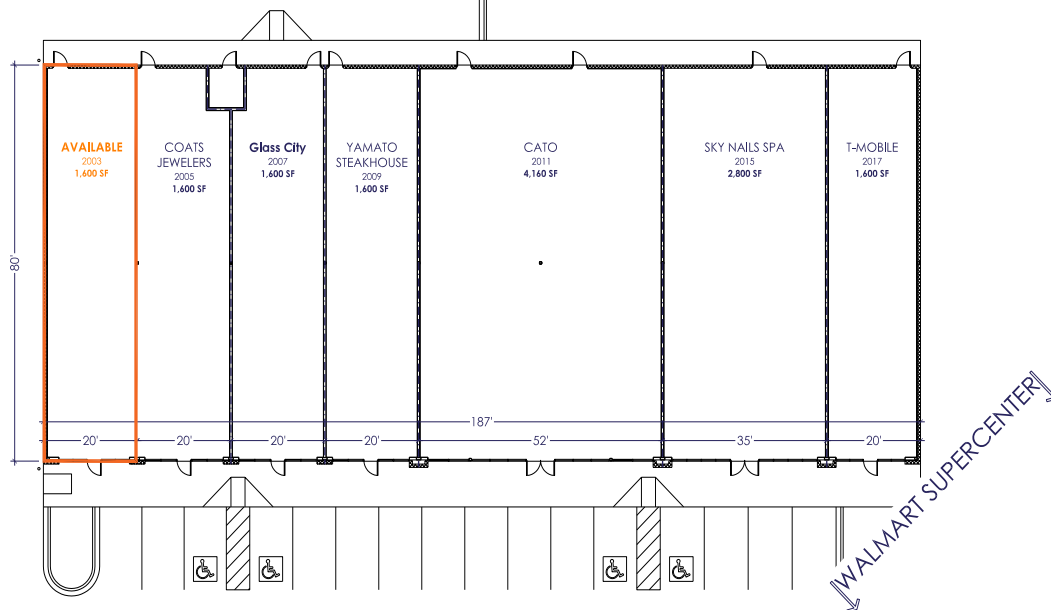 AVAILABLE
2003
1,600 SF
COATS
JEWELERS
2005
1,600 SF
Glass City
2007
1,600 SF
YAMATO
STEAKHOUSE
2009
1,600 SF
CATO
2011
4,160 SF
SKY NAILS SPA
2015
2,800 SF
T-MOBILE
2017
1,600 SF
80'
187'
20'
20'
20'
20'
52'
35'
20'
WALMART SUPERCENTER